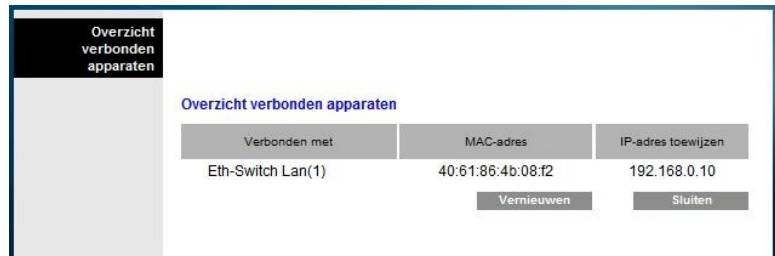 Overzicht
verbonden
apparaten
Overzicht verbonden apparaten
Verbonden met MAC-adres IP-adres toewijzen
Eth-Switch Lan(1) 40:61:86:4b:08:f2 192.168.0.10
Vernieuwen Sluiten